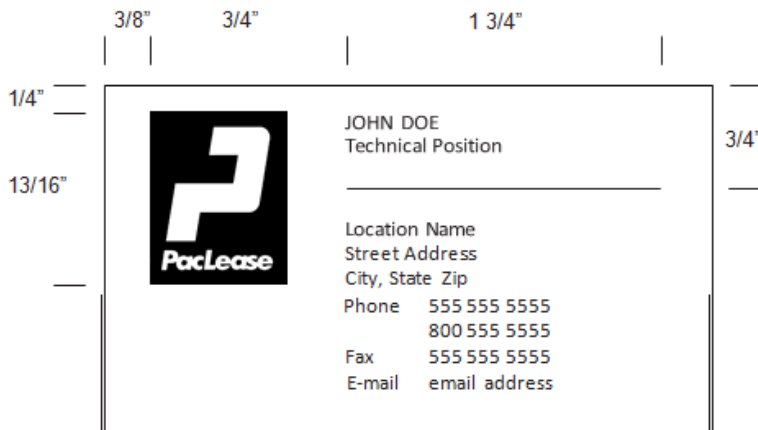 3/8” 3/4” 1 3/4”
1/4”
13/16”
3/4”
PacLease
JOHN DOE
Technical Position
Location Name
Street Address
City, State Zip
Phone 555 555 5555
800 555 5555
Fax 555 555 5555
E-mail email address